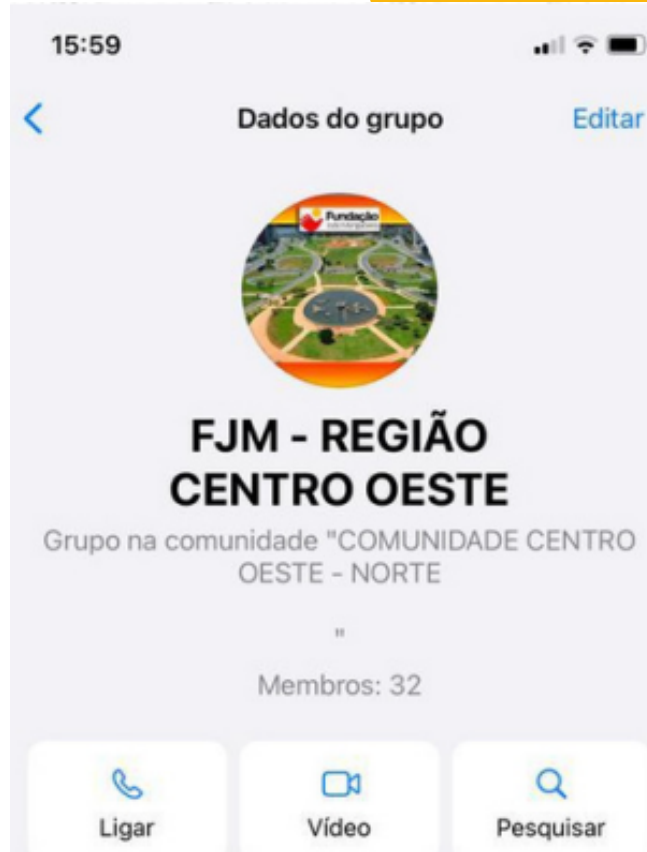 15:59
Dados do grupo
Editar
Fundação
FJM - REGIÃO
CENTRO OESTE
Grupo na comunidade "COMUNIDADE CENTRO
OESTE - NORTE
"
Membros: 32
Ligar
Vídeo
Pesquisar